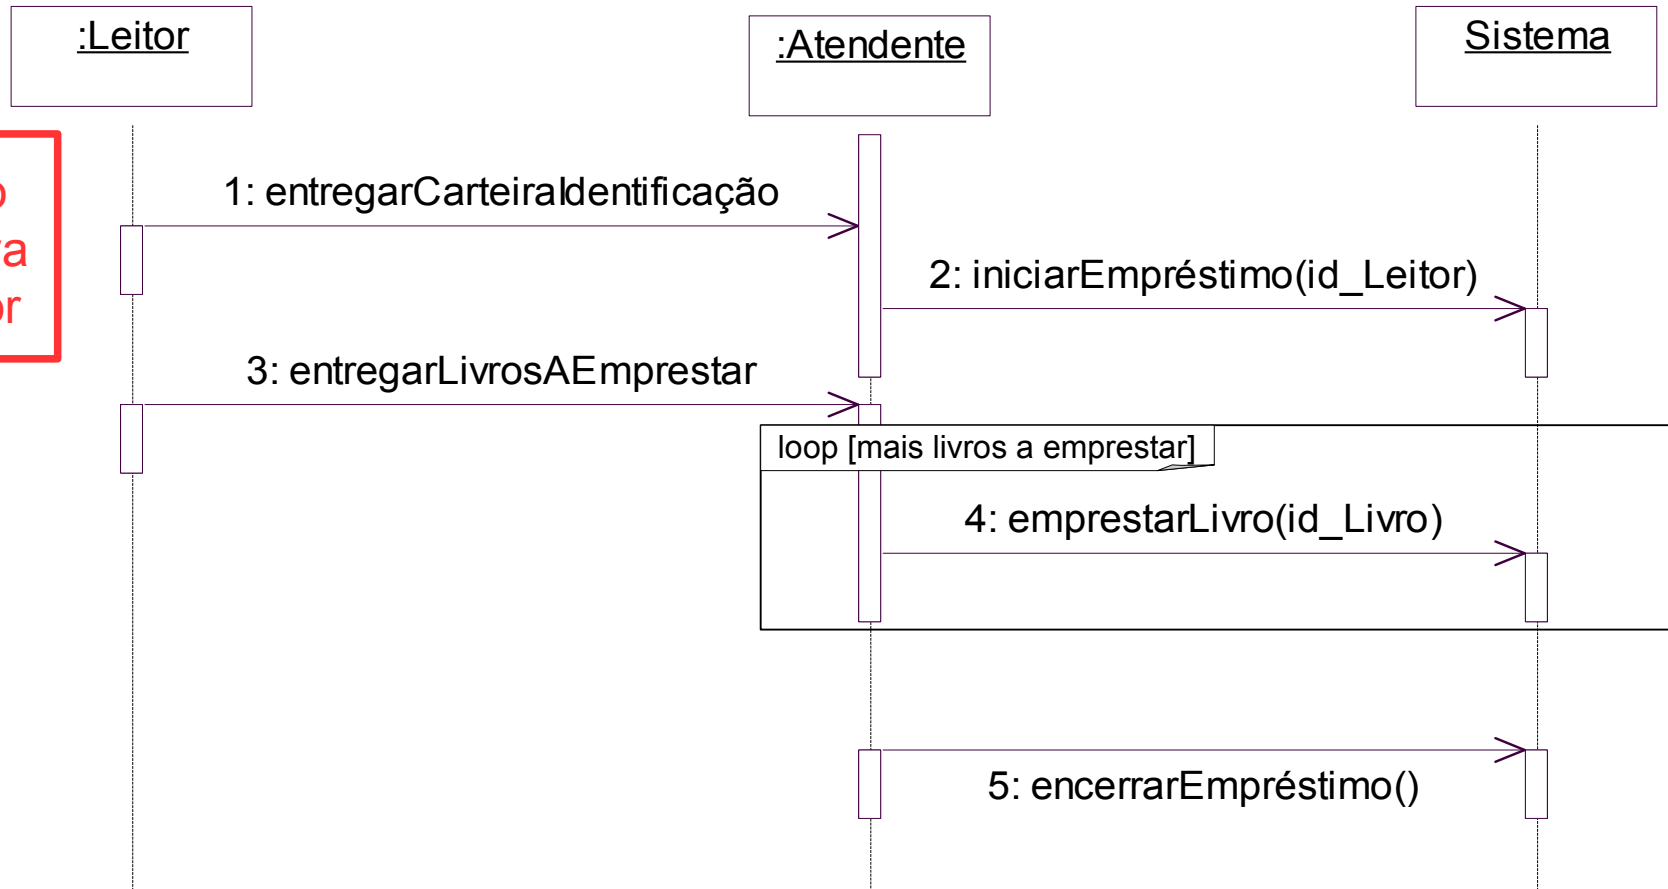 :Leitor
:Atendente
Sistema
1: entregarCarteiraIdentificação
2: iniciarEmpréstimo(id_Leitor)
3: entregarLivrosAEmprestar
loop [mais livros a emprestar]
4: emprestarLivro(id_Livro)
5: encerrarEmpréstimo()